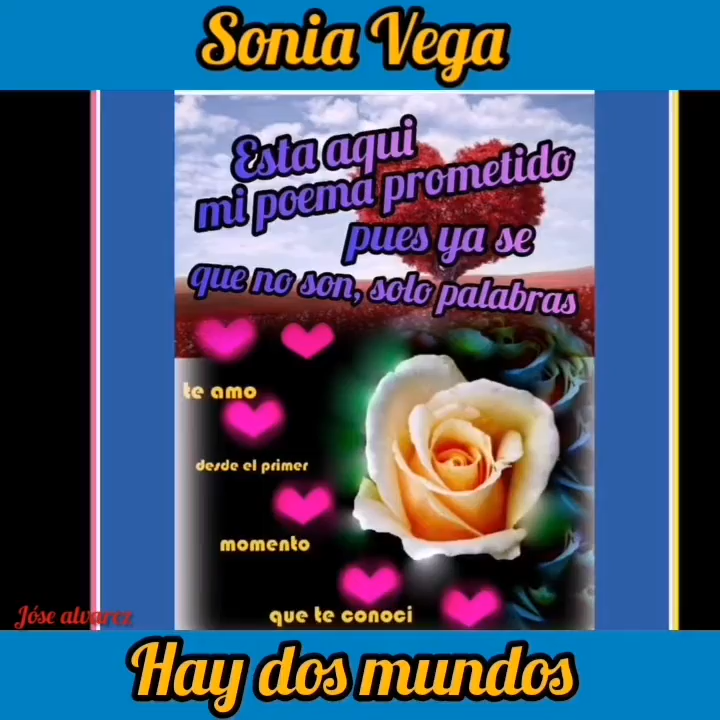 Sonia Vega
Esta aqui
mi poema prometido
pues ya se
que no son, solo palabras
te amo
desde el primer
momento
que te conoci
Jóse alvarez
Hay dos mundos